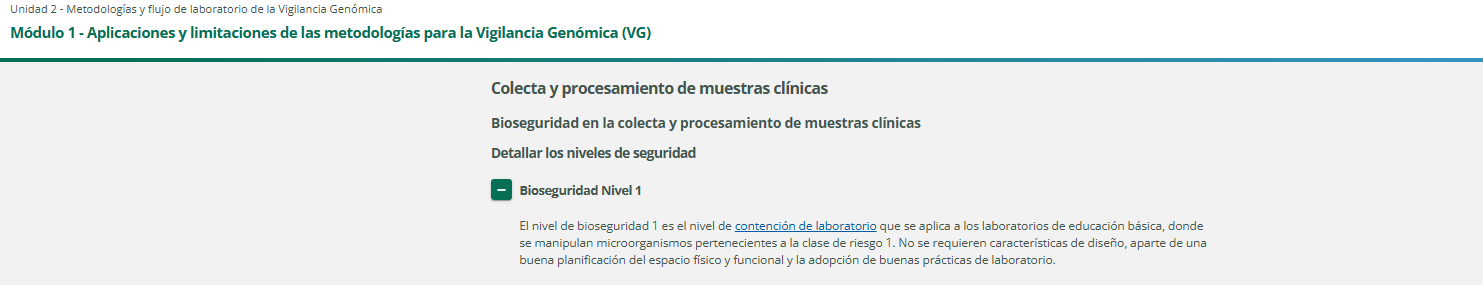 Unidad 2 - Metodologías y flujo de laboratorio de la Vigilancia Genómica
Módulo 1 - Aplicaciones y limitaciones de las metodologías para la Vigilancia Genómica (VG)
Colecta y procesamiento de muestras clínicas
Bioseguridad en la colecta y procesamiento de muestras clínicas
Detallar los niveles de seguridad
Bioseguridad Nivel 1
El nivel de bioseguridad 1 es el nivel de contención de laboratorio que se aplica a los laboratorios de educación básica, donde
se manipulan microorganismos pertenecientes a la clase de riesgo 1. No se requieren características de diseño, aparte de una
buena planificación del espacio físico y funcional y la adopción de buenas prácticas de laboratorio.